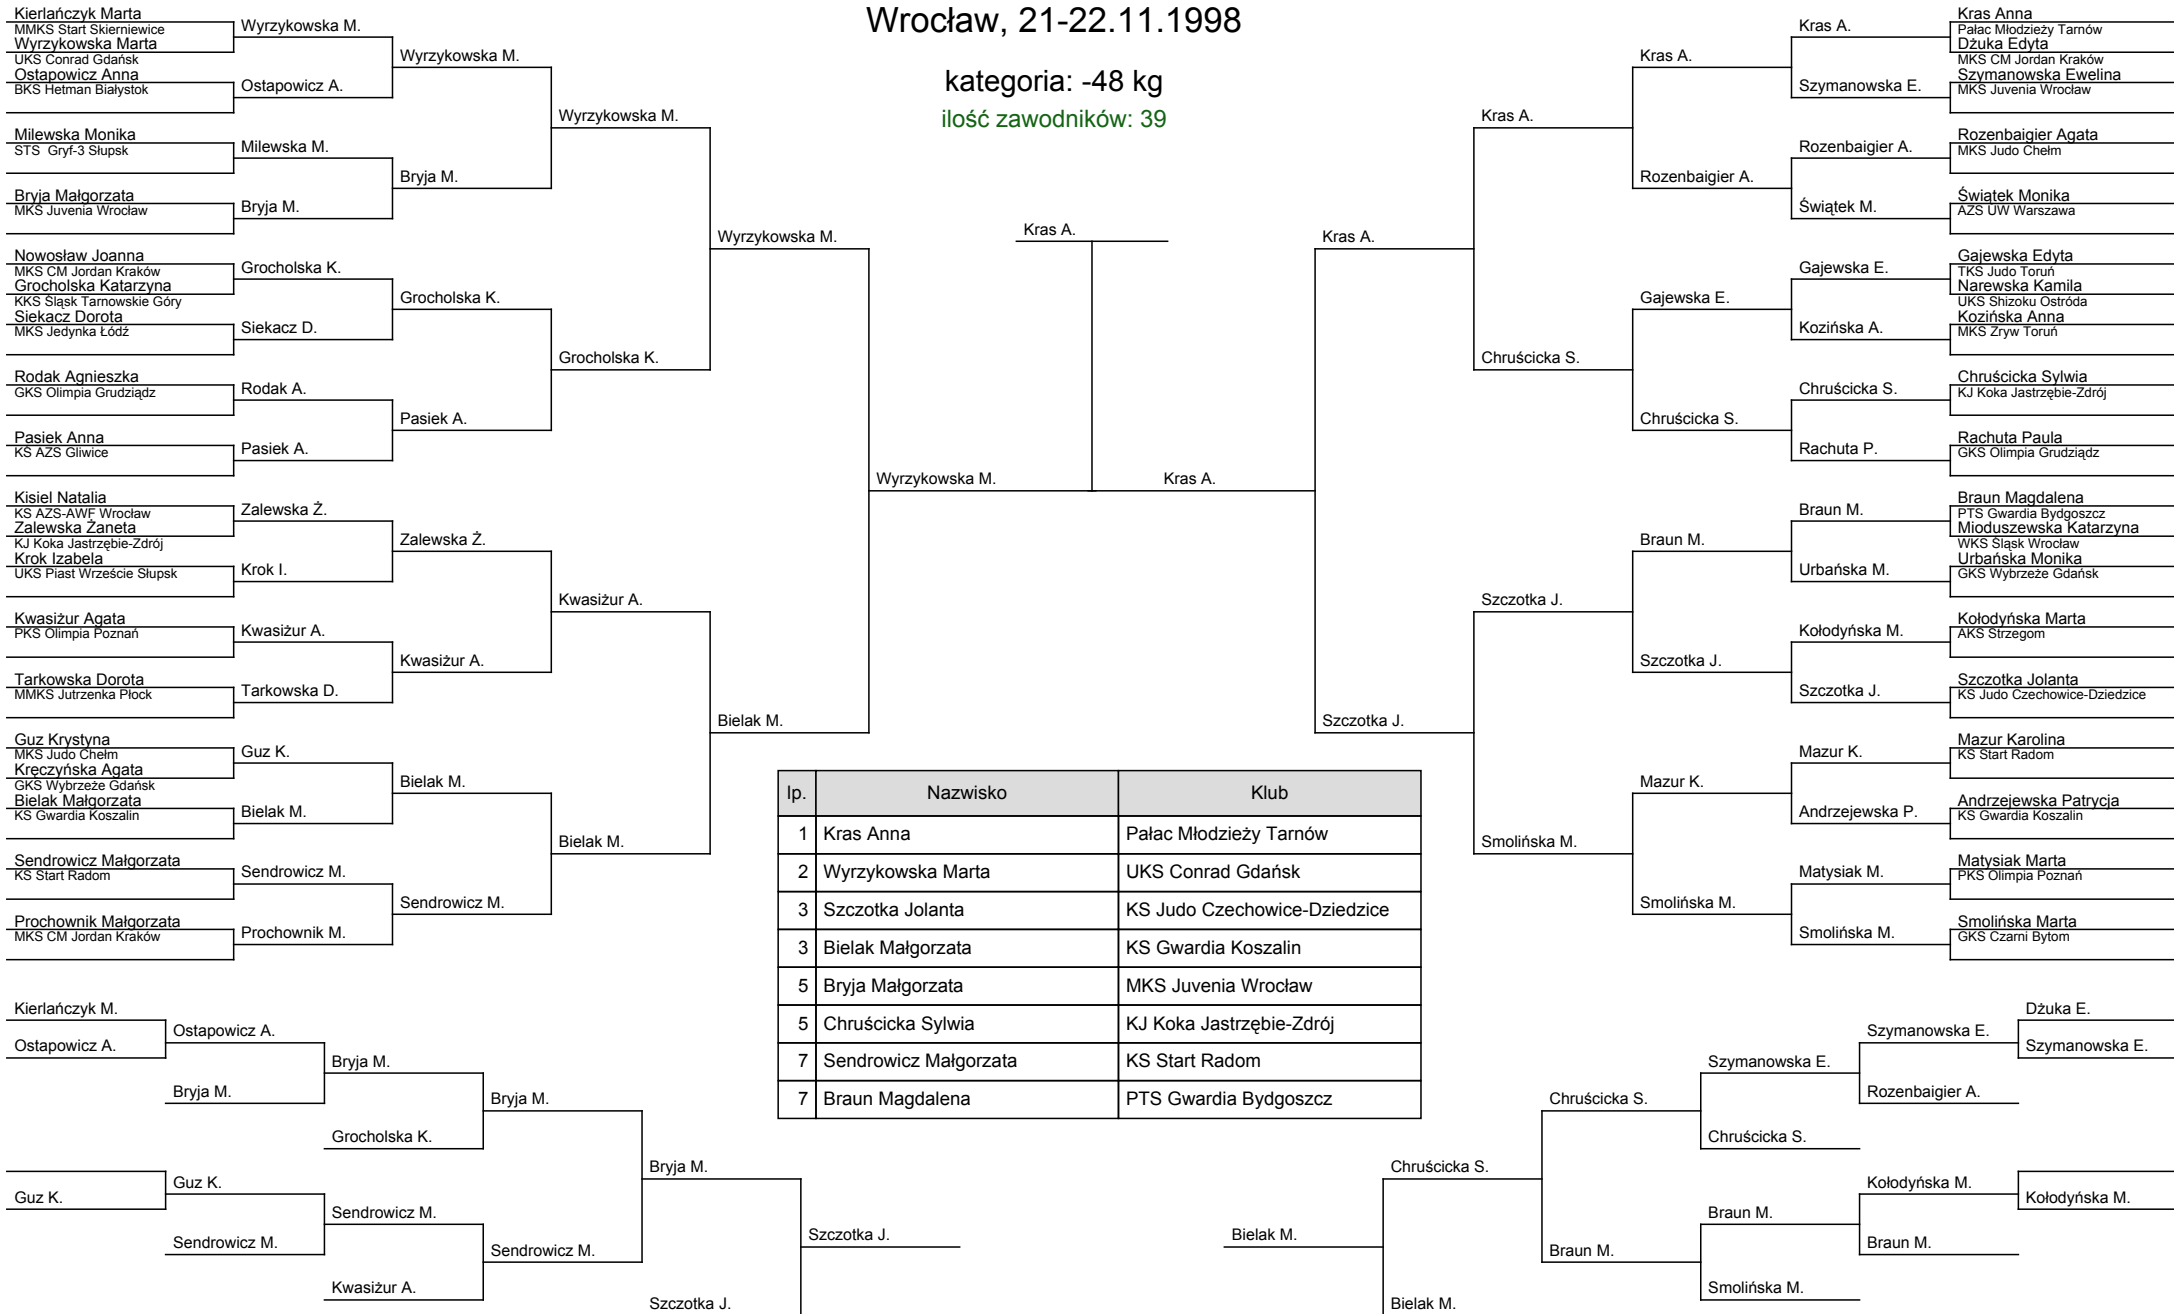 Wrocław, 21-22.11.1998
kategoria: -48 kg
ilość zawodników: 39
Kierlańczyk Marta
MMKS Start Skierniewice
Wyrzykowska Marta
UKS Conrad Gdańsk
Ostapowicz Anna
BKS Hetman Białystok
Milewska Monika
STS Gryf-3 Słupsk
Bryja Małgorzata
MKS Juvenia Wrocław
Nowosław Joanna
MKS CM Jordan Kraków
Grocholska Katarzyna
KKS Śląsk Tarnowskie Góry
Siekacz Dorota
MKS Jedynka Łódź
Rodak Agnieszka
GKS Olimpia Grudziądz
Pasiek Anna
KS AZS Gliwice
Kisiel Natalia
KS AZS-AWF Wrocław
Zalewska Żaneta
KJ Koka Jastrzębie-Zdrój
Krok Izabela
UKS Piast Wrzeście Słupsk
Kwasiżur Agata
PKS Olimpia Poznań
Tarkowska Dorota
MMKS Jutrzenka Płock
Guz Krystyna
MKS Judo Chełm
Kręczyńska Agata
GKS Wybrzeże Gdańsk
Bielak Małgorzata
KS Gwardia Koszalin
Sendrowicz Małgorzata
KS Start Radom
Prochownik Małgorzata
MKS CM Jordan Kraków
Wyrzykowska M.
Ostapowicz A.
Milewska M.
Bryja M.
Grocholska K.
Siekacz D.
Rodak A.
Pasiek A.
Zalewska Ż.
Krok I.
Kwasiżur A.
Tarkowska D.
Guz K.
Bielak M.
Sendrowicz M.
Prochownik M.
Wyrzykowska M.
Bryja M.
Grocholska K.
Pasiek A.
Zalewska Ż.
Kwasiżur A.
Bielak M.
Sendrowicz M.
Wyrzykowska M.
Grocholska K.
Kwasiżur A.
Bielak M.
Wyrzykowska M.
Bielak M.
Wyrzykowska M.
Kras A.
Kras A.
Kras A.
Szczotka J.
Kras A.
Chruścicka S.
Szczotka J.
Smolińska M.
Kras A.
Rozenbaigier A.
Gajewska E.
Chruścicka S.
Braun M.
Szczotka J.
Mazur K.
Smolińska M.
Kras A.
Szymanowska E.
Rozenbaigier A.
Świątek M.
Gajewska E.
Kozińska A.
Chruścicka S.
Rachuta P.
Braun M.
Urbańska M.
Kołodyńska M.
Szczotka J.
Mazur K.
Andrzejewska P.
Matysiak M.
Smolińska M.
Kras Anna
Pałac Młodzieży Tarnów
Dżuka Edyta
MKS CM Jordan Kraków
Szymanowska Ewelina
MKS Juvenia Wrocław
Rozenbaigier Agata
MKS Judo Chełm
Świątek Monika
AZS UW Warszawa
Gajewska Edyta
TKS Judo Toruń
Narewska Kamila
UKS Shizoku Ostróda
Kozińska Anna
MKS Zryw Toruń
Chruścicka Sylwia
KJ Koka Jastrzębie-Zdrój
Rachuta Paula
GKS Olimpia Grudziądz
Braun Magdalena
PTS Gwardia Bydgoszcz
Mioduszewska Katarzyna
WKS Śląsk Wrocław
Urbańska Monika
GKS Wybrzeże Gdańsk
Kołodyńska Marta
AKS Strzegom
Szczotka Jolanta
KS Judo Czechowice-Dziedzice
Mazur Karolina
KS Start Radom
Andrzejewska Patrycja
KS Gwardia Koszalin
Matysiak Marta
PKS Olimpia Poznań
Smolińska Marta
GKS Czarni Bytom
lp. Nazwisko Klub
1 Kras Anna Pałac Młodzieży Tarnów
2 Wyrzykowska Marta UKS Conrad Gdańsk
3 Szczotka Jolanta KS Judo Czechowice-Dziedzice
3 Bielak Małgorzata KS Gwardia Koszalin
5 Bryja Małgorzata MKS Juvenia Wrocław
5 Chruścicka Sylwia KJ Koka Jastrzębie-Zdrój
7 Sendrowicz Małgorzata KS Start Radom
7 Braun Magdalena PTS Gwardia Bydgoszcz
Kierlańczyk M.
Ostapowicz A.
Guz K.
Ostapowicz A.
Bryja M.
Guz K.
Sendrowicz M.
Bryja M.
Grocholska K.
Sendrowicz M.
Kwasiżur A.
Bryja M.
Sendrowicz M.
Bryja M.
Szczotka J.
Szczotka J.
Bielak M.
Chruścicka S.
Bielak M.
Chruścicka S.
Braun M.
Szymanowska E.
Chruścicka S.
Braun M.
Smolińska M.
Szymanowska E.
Rozenbaigier A.
Kołodyńska M.
Braun M.
Dżuka E.
Szymanowska E.
Kołodyńska M.